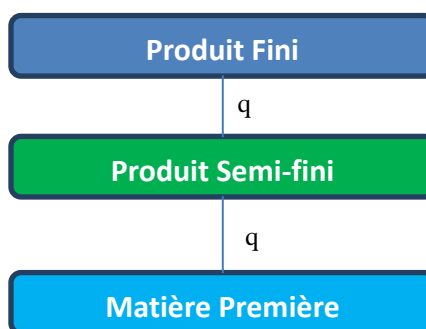 Produit Fini
q
Produit Semi-fini
q
Matière Première